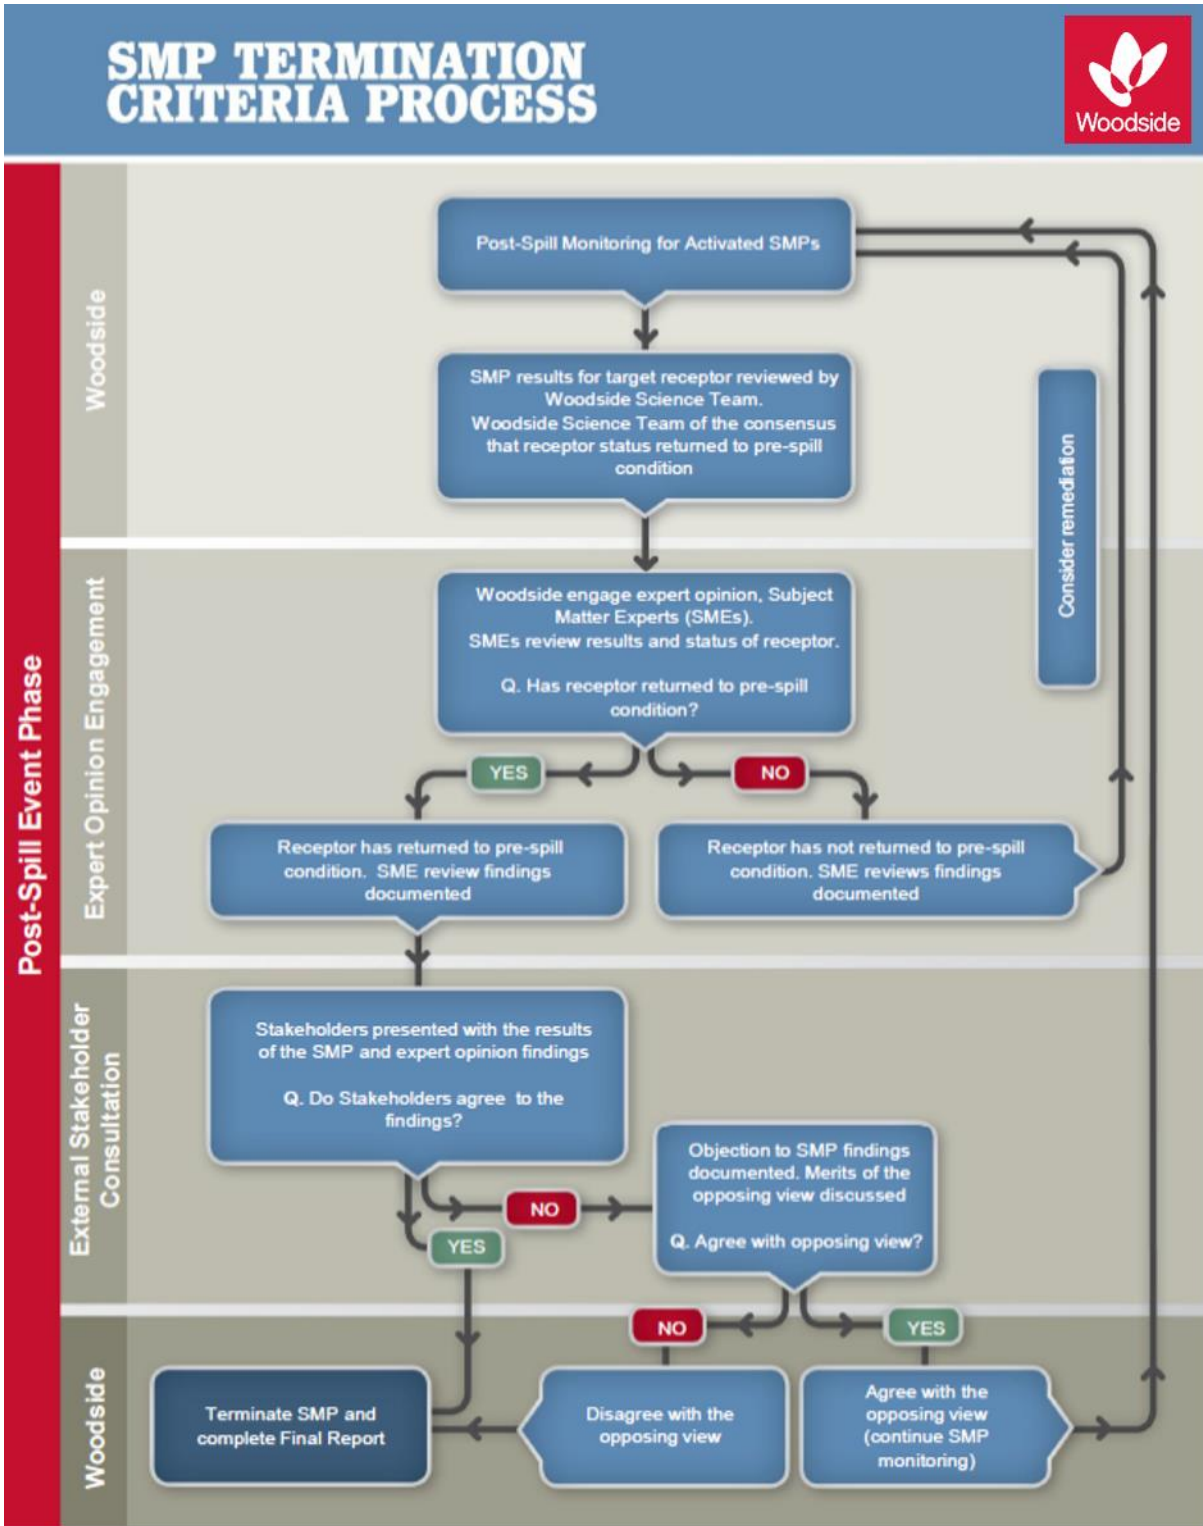 SMP TERMINATION
CRITERIA PROCESS
Woodside
Post-Spill Event Phase
Woodside
Post-Spill Monitoring for Activated SMPs
SMP results for target receptor reviewed by
Woodside Science Team.
Woodside Science Team of the consensus
that receptor status returned to pre-spill
condition
Consider remediation
Expert Opinion Engagement
Woodside engage expert opinion, Subject
Matter Experts (SMEs).
SMEs review results and status of receptor.
Q. Has receptor returned to pre-spill
condition?
YES
NO
Receptor has returned to pre-spill
condition. SME review findings
documented
Receptor has not returned to pre-spill
condition. SME reviews findings
documented
External Stakeholder
Consultation
Stakeholders presented with the results
of the SMP and expert opinion findings
Q. Do Stakeholders agree to the
findings?
NO
YES
Objection to SMP findings
documented. Merits of the
opposing view discussed
Q. Agree with opposing view?
NO
YES
Woodside
Terminate SMP and
complete Final Report
Disagree with the
opposing view
Agree with the
opposing view
(continue SMP
monitoring)